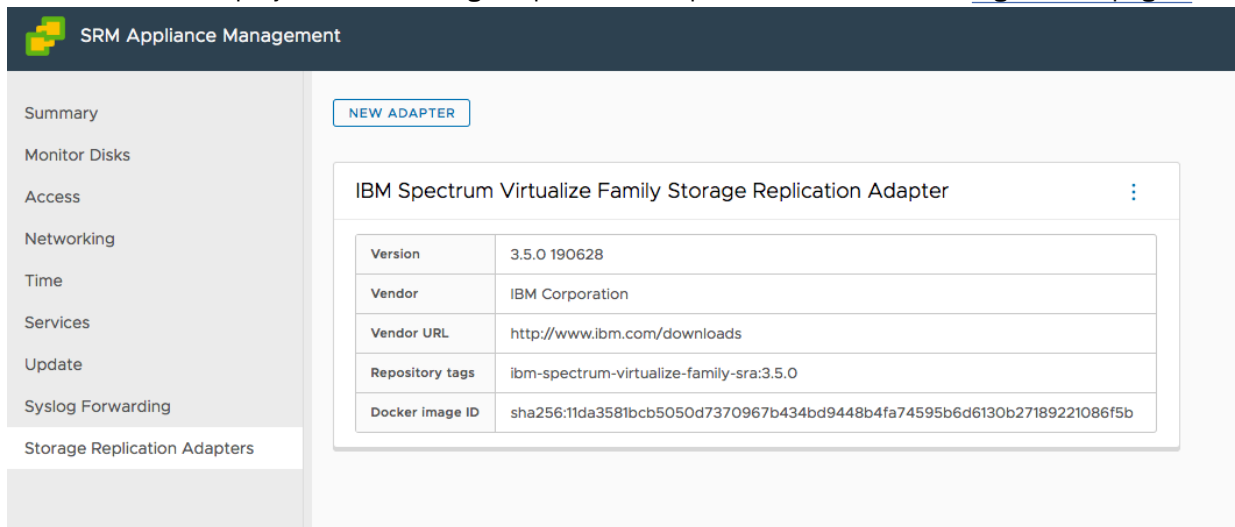 SRM Appliance Management
Summary
Monitor Disks
Access
Networking
Time
Services
Update
Syslog Forwarding
Storage Replication Adapters
NEW ADAPTER
IBM Spectrum Virtualize Family Storage Replication Adapter
Version 3.5.0 190628
Vendor IBM Corporation
Vendor URL http://www.ibm.com/downloads
Repository tags ibm-spectrum-virtualize-family-sra:3.5.0
Docker image ID sha256:11da3581bcb5050d7370967b434bd9448b4fa74595b6d6130b27189221086f5b